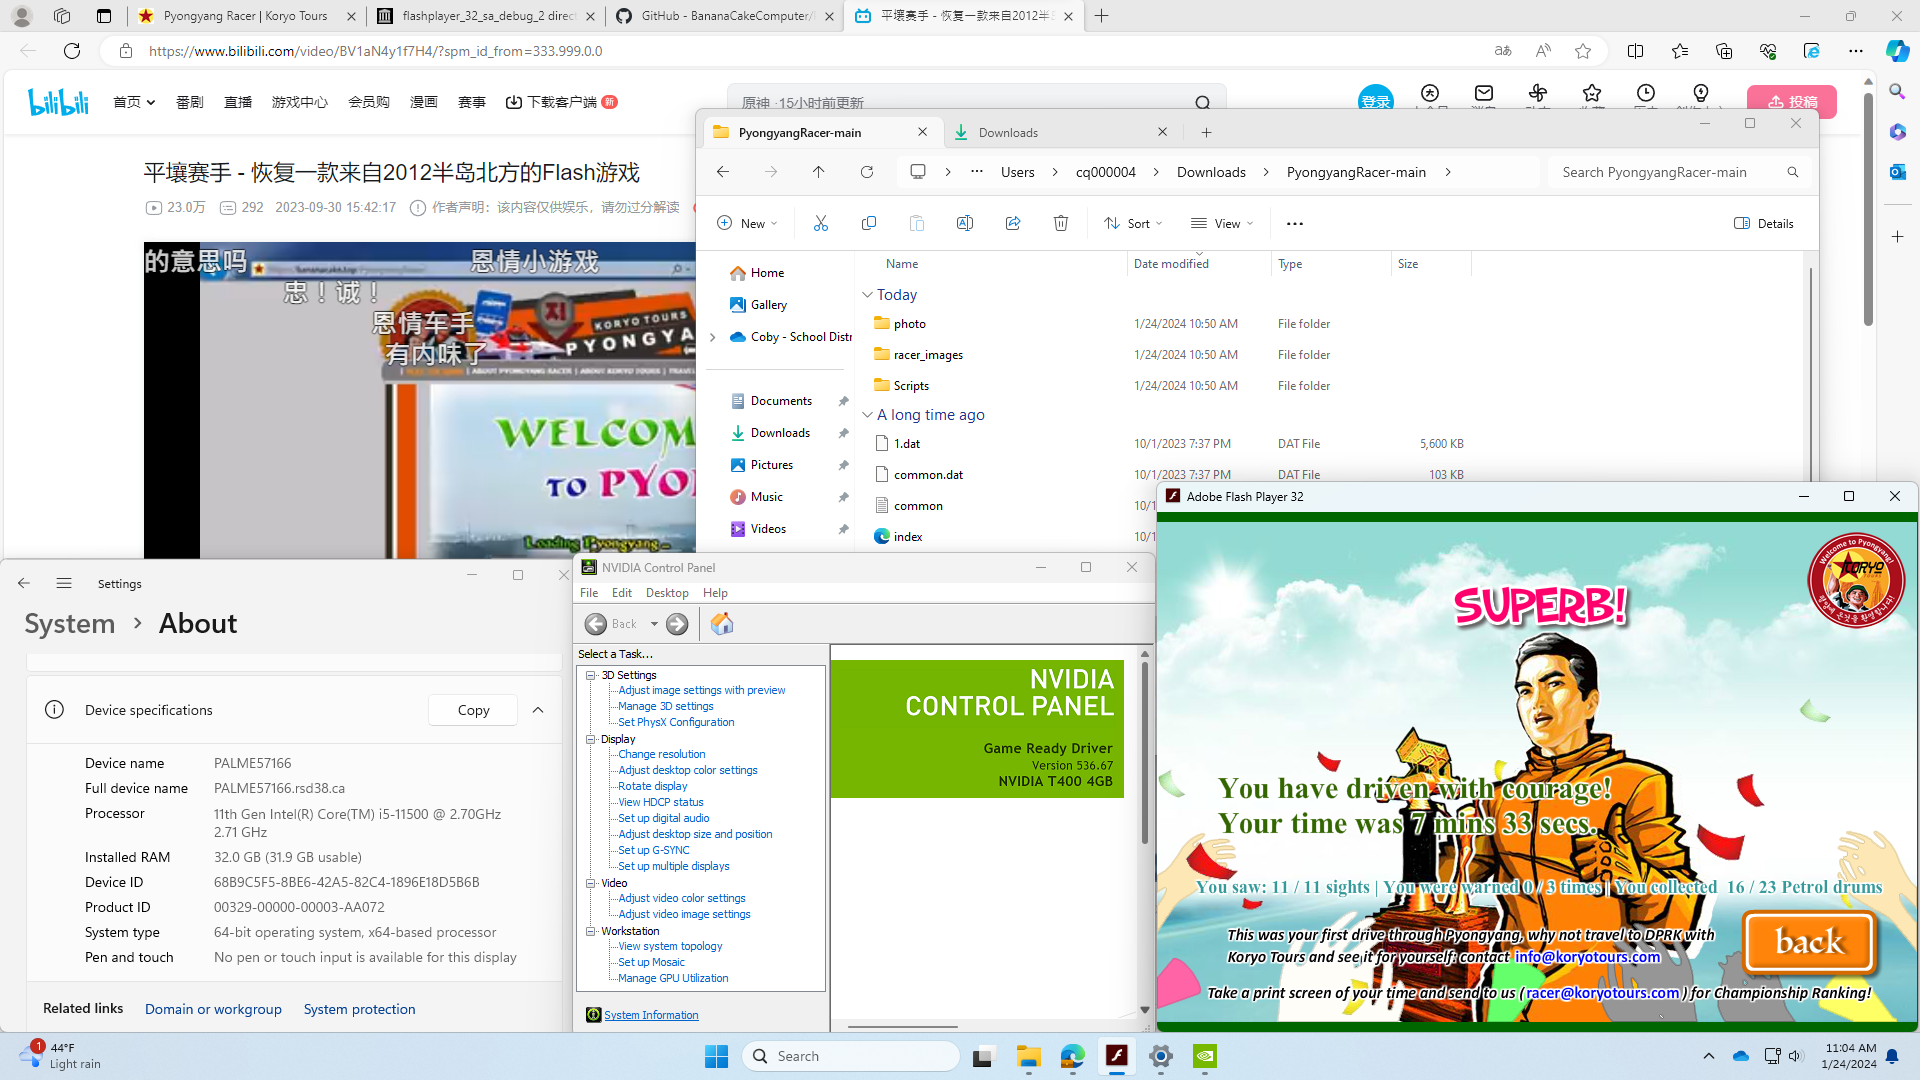 Pyongyang Racer | Koryo Tours
flashplayer_32_sa_debug_2 direct
GitHub - BananaCakeComputer/
平壤赛手 - 恢复一款来自2012半
https://www.bilibili.com/video/BV1aN4y1f7H4/?spm_id_from=333.999.0.0
bilibili
首页 番剧 直播 游戏中心 会员购 漫画 赛事 下载客户端 新
原神 ·15小时前更新
登录
投稿
平壤赛手 - 恢复一款来自2012半岛北方的Flash游戏
23.0万 292 2023-09-30 15:42:17 作者声明：该内容仅供娱乐，请勿过分解读
的意思吗
恩情小游戏
忠！诚！
恩情车手
有内味了
KORYO TOURS
PYONGYA
WELCOM
TO PYO
Loading Pyongyang...
PyongyangRacer-main
Downloads
Users > cq000004 > Downloads > PyongyangRacer-main >
Search PyongyangRacer-main
New
Sort
View
Details
Home
Gallery
Coby - School Distr
Documents
Downloads
Pictures
Music
Videos
Name Date modified Type Size
Today
photo 1/24/2024 10:50 AM File folder
racer_images 1/24/2024 10:50 AM File folder
Scripts 1/24/2024 10:50 AM File folder
A long time ago
1.dat 10/1/2023 7:37 PM DAT File 5,600 KB
common.dat 10/1/2023 7:37 PM DAT File 103 KB
common 10/1
index 10/1
Settings
System > About
Device specifications
Copy
Device name PALME57166
Full device name PALME57166.rsd38.ca
Processor 11th Gen Intel(R) Core(TM) i5-11500 @ 2.70GHz
2.71 GHz
Installed RAM 32.0 GB (31.9 GB usable)
Device ID 68B9C5F5-8BE6-42A5-82C4-1896E18D5B6B
Product ID 00329-00000-00003-AA072
System type 64-bit operating system, x64-based processor
Pen and touch No pen or touch input is available for this display
Related links Domain or workgroup System protection
NVIDIA Control Panel
File Edit Desktop Help
Back
Select a Task...
3D Settings
Adjust image settings with preview
Manage 3D settings
Set PhysX Configuration
Display
Change resolution
Adjust desktop color settings
Rotate display
View HDCP status
Set up digital audio
Adjust desktop size and position
Set up G-SYNC
Set up multiple displays
Video
Adjust video color settings
Adjust video image settings
Workstation
View system topology
Set up Mosaic
Manage GPU Utilization
System Information
NVIDIA
CONTROL PANEL
Game Ready Driver
Version 536.67
NVIDIA T400 4GB
Adobe Flash Player 32
Welcome to Pyongyang!
KORYO
TOURS
SUPERB!
You have driven with courage!
Your time was 7 mins 33 secs.
You saw: 11 / 11 sights | You were warned 0 / 3 times | You collected 16 / 23 Petrol drums
This was your first drive through Pyongyang, why not travel to DPRK with
Koryo Tours and see it for yourself: contact info@koryotours.com
back
Take a print screen of your time and send to us ( racer@koryotours.com ) for Championship Ranking!
1
44°F
Light rain
Search
11:04 AM
1/24/2024